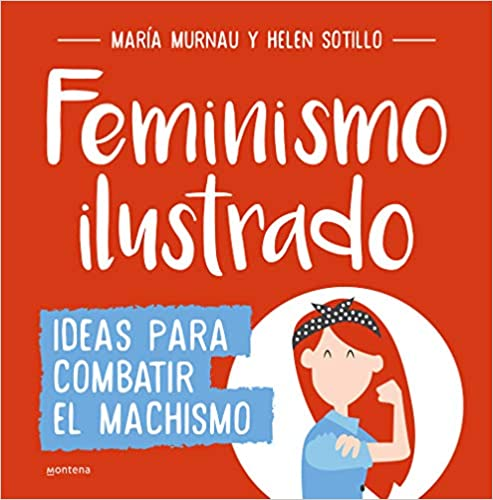 MARÍA MURNAU Y HELEN SOTILLO
Feminismo
ilustrado
IDEAS PARA
COMBATIR
EL MACHISMO
montena